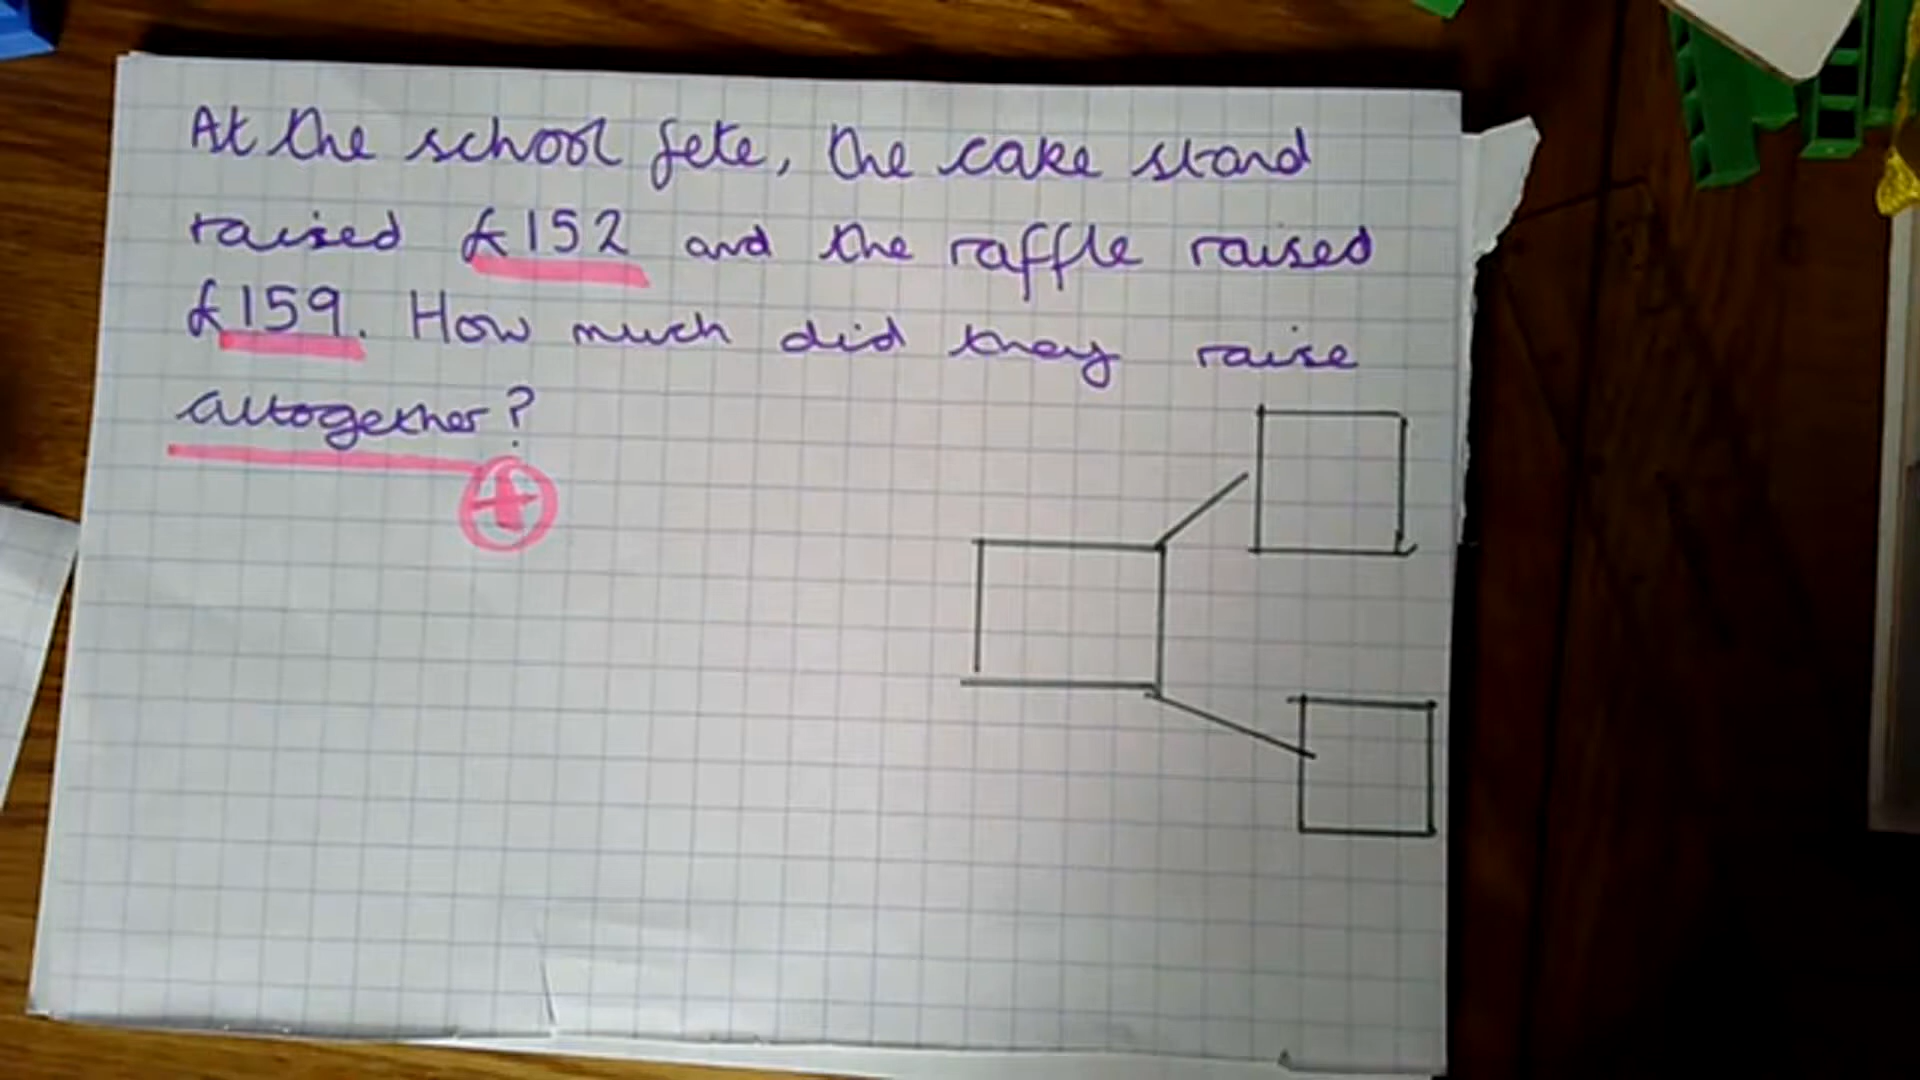 At the school fete, the cake stand
raised £152 and the raffle raised
£159. How much did they raise
altogether?
+